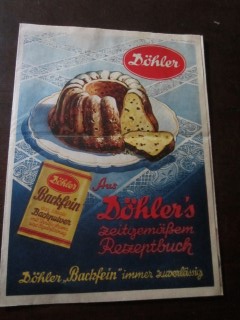 Döhler
Döhler
Backfein
Backpulver
Aus
Döhler's
zeitgemäßem
Rezeptbuch
Döhler „Backfein" immer zuverlässig